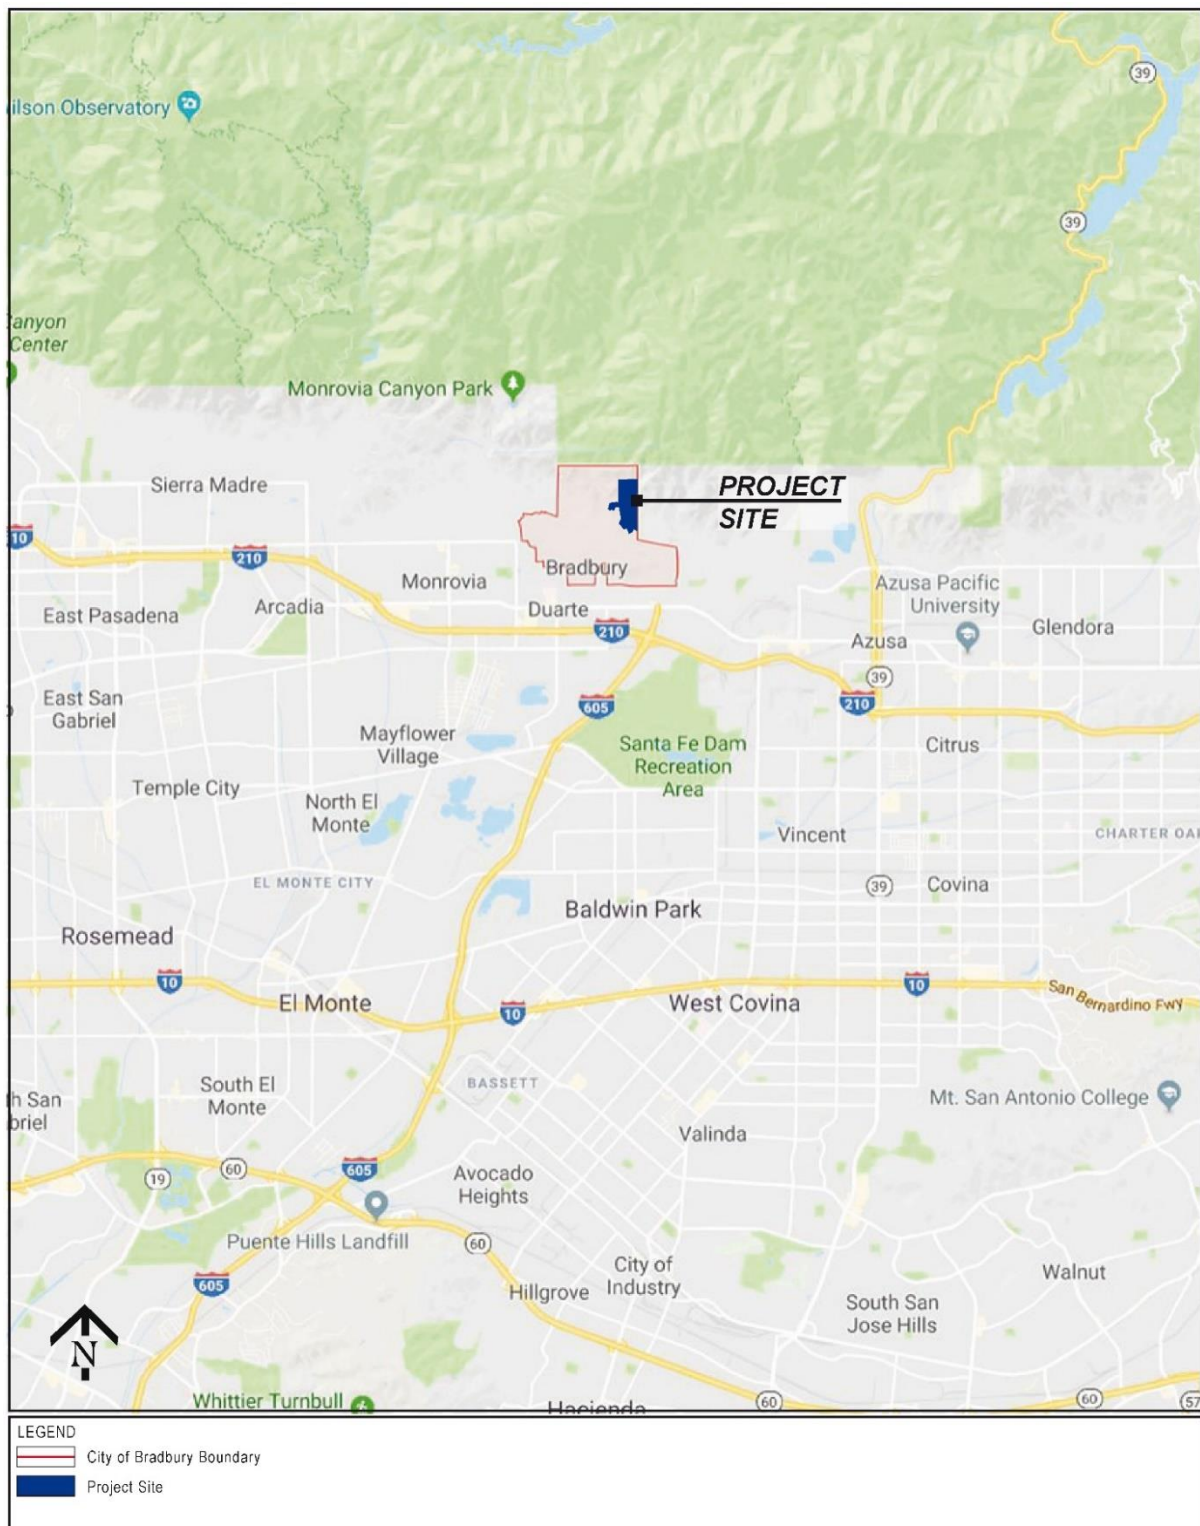 39
ilson Observatory
39
anyon
Center
Monrovia Canyon Park
Sierra Madre
PROJECT
SITE
10
210
Bradbury
Monrovia
Azusa Pacific
University
East Pasadena
Arcadia
Duarte
210
Glendora
Azusa
39
East San
Gabriel
605
210
Mayflower
Village
Santa Fe Dam
Recreation
Area
Citrus
Temple City
North El
Monte
Vincent
CHARTER OA
EL MONTE CITY
39
Covina
Baldwin Park
Rosemead
10
10
San Bernardino Fwy
El Monte
10
West Covina
BASSETT
South El
Monte
th San
briel
Mt. San Antonio College
Valinda
60
605
19
Avocado
Heights
Puente Hills Landfill
60
City of
Industry
Walnut
605
Hillgrove
South San
Jose Hills
N
Whittier Turnbull
Hacienda
60
60
57
LEGEND
City of Bradbury Boundary
Project Site